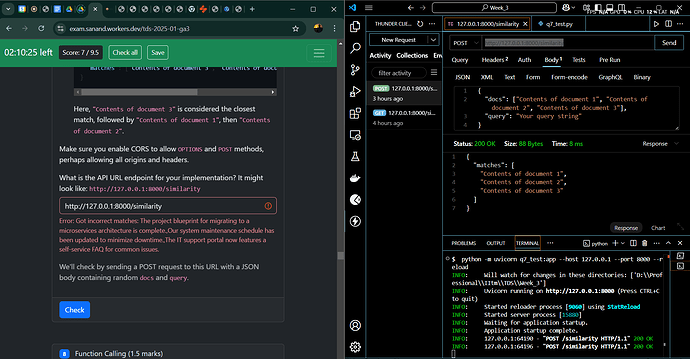 exam.sanand.workers.dev/tds-2025-01-ga3
02:10:25 left
Score: 7 / 9.5
Check all
Save
Here, "Contents of document 3" is considered the closest
match, followed by "Contents of document 1", then "Contents
of document 2".
Make sure you enable CORS to allow OPTIONS and POST methods,
perhaps allowing all origins and headers.
What is the API URL endpoint for your implementation? It might
look like: http://127.0.0.1:8000/similarity
http://127.0.0.1:8000/similarity
Error: Got incorrect matches: The project blueprint for migrating to a
microservices architecture is complete.,Our system maintenance schedule
has been updated to minimize downtime.,The IT support portal now features a
self-service FAQ for common issues.
We'll check by sending a POST request to this URL with a JSON
body containing random docs and query.
Check
8 Function Calling (1.5 marks)
Week_3
THUNDER CLIE...
New Request
Activity Collections Env
filter activity
POST 127.0.0.1:8000/si...
3 hours ago
GET 127.0.0.1:8000/si...
4 hours ago
127.0.0.1:8000/similarity
q7_test.py
POST
http://127.0.0.1:8000/similarity
Send
Query Headers 2 Auth Body 1 Tests Pre Run
JSON XML Text Form Form-encode GraphQL Binary
1 {
2 "docs": ["Contents of document 1", "Contents of
document 2", "Contents of document 3"],
3 "query": "Your query string"
4 }
Status: 200 OK Size: 88 Bytes Time: 8 ms
Response
1 {
2 "matches": [
3 "Contents of document 1",
4 "Contents of document 2",
5 "Contents of document 3"
6 ]
7 }
Response Chart
PROBLEMS OUTPUT TERMINAL
python
$ python -m uvicorn q7_test:app --host 127.0.0.1 --port 8000 --r
eload
INFO: Will watch for changes in these directories: ['D:\\Prof
essional\\Iitm\\TDS\\Week_3']
INFO: Uvicorn running on http://127.0.0.1:8000 (Press CTRL+C
to quit)
INFO: Started reloader process [9060] using StatReload
INFO: Started server process [15880]
INFO: Waiting for application startup.
INFO: Application startup complete.
INFO: 127.0.0.1:64190 - "POST /similarity HTTP/1.1" 200 OK
INFO: 127.0.0.1:64196 - "POST /similarity HTTP/1.1" 200 OK